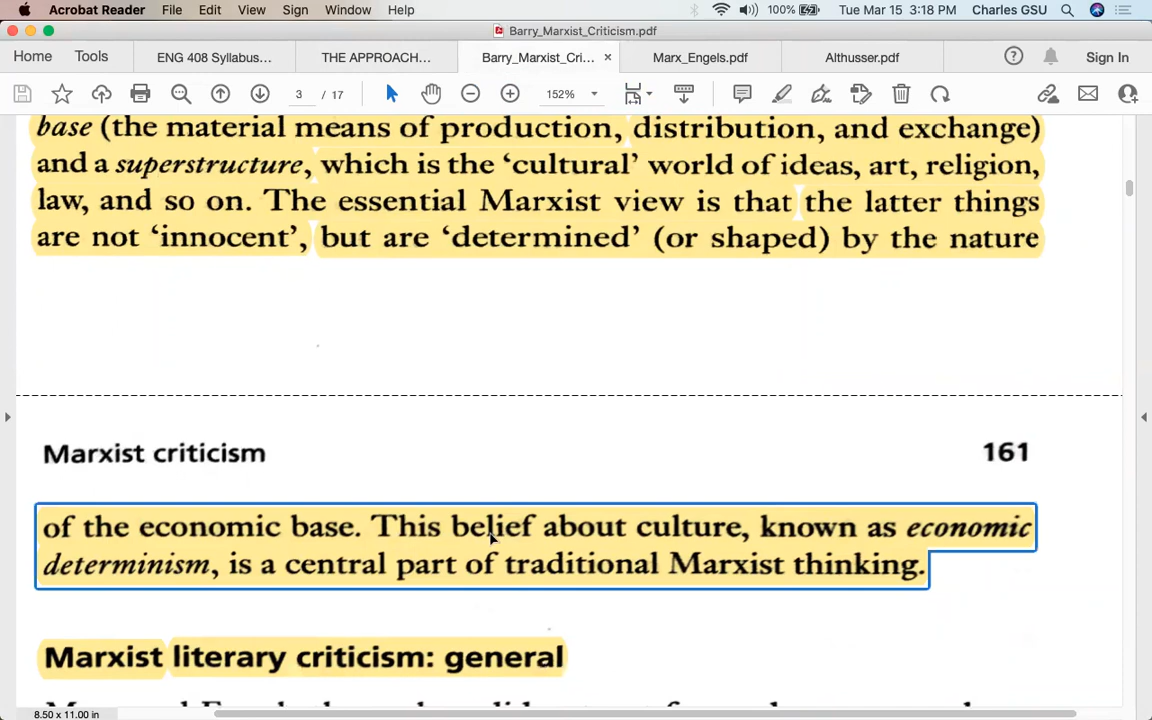 Acrobat Reader File Edit View Sign Window Help 100% Tue Mar 15 3:18 PM Charles GSU
Barry_Marxist_Criticism.pdf
Home Tools ENG 408 Syllabus... THE APPROACH... Barry_Marxist_Cri... × Marx_Engels.pdf Althusser.pdf Sign In
3 / 17 152%
base (the material means of production, distribution, and exchange)
and a superstructure, which is the ‘cultural’ world of ideas, art, religion,
law, and so on. The essential Marxist view is that the latter things
are not ‘innocent’, but are ‘determined’ (or shaped) by the nature
Marxist criticism 161
of the economic base. This belief about culture, known as economic
determinism, is a central part of traditional Marxist thinking.
Marxist literary criticism: general
8.50 x 11.00 in